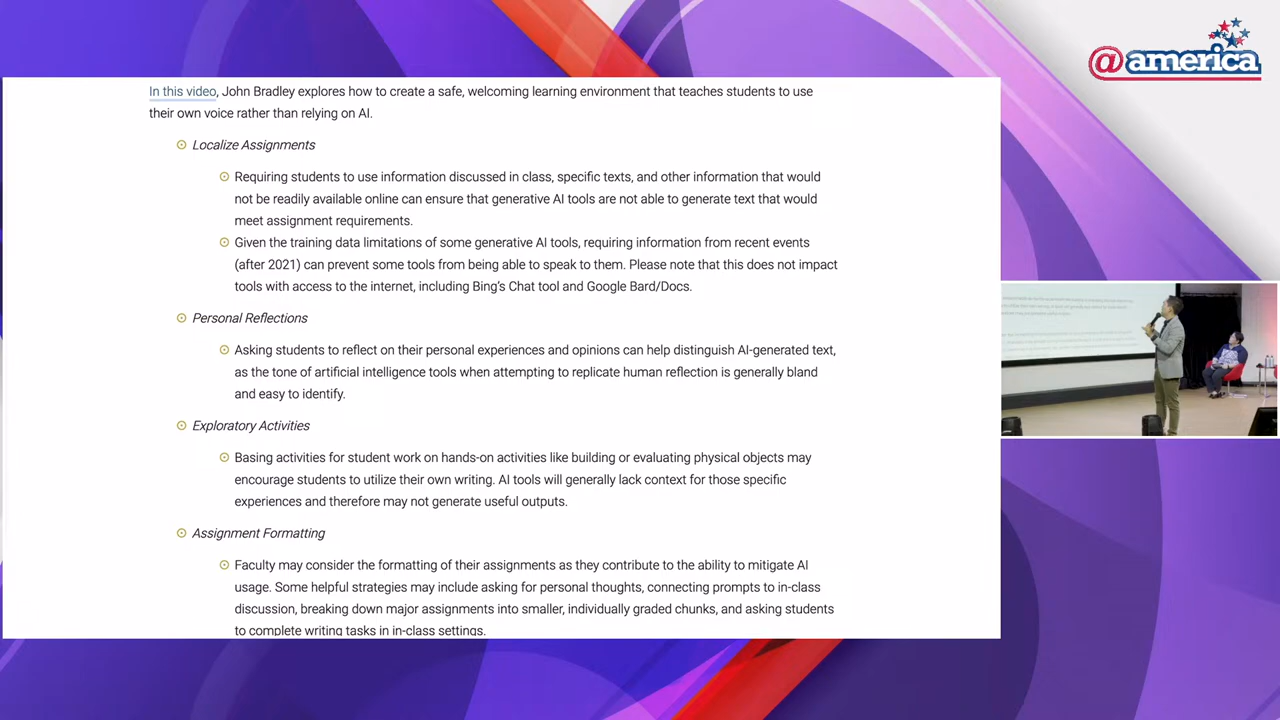 @america
In this video, John Bradley explores how to create a safe, welcoming learning environment that teaches students to use
their own voice rather than relying on AI.
Localize Assignments
Requiring students to use information discussed in class, specific texts, and other information that would
not be readily available online can ensure that generative AI tools are not able to generate text that would
meet assignment requirements.
Given the training data limitations of some generative AI tools, requiring information from recent events
(after 2021) can prevent some tools from being able to speak to them. Please note that this does not impact
tools with access to the internet, including Bing's Chat tool and Google Bard/Docs.
Personal Reflections
Asking students to reflect on their personal experiences and opinions can help distinguish AI-generated text,
as the tone of artificial intelligence tools when attempting to replicate human reflection is generally bland
and easy to identify.
Exploratory Activities
Basing activities for student work on hands-on activities like building or evaluating physical objects may
encourage students to utilize their own writing. AI tools will generally lack context for those specific
experiences and therefore may not generate useful outputs.
Assignment Formatting
Faculty may consider the formatting of their assignments as they contribute to the ability to mitigate AI
usage. Some helpful strategies may include asking for personal thoughts, connecting prompts to in-class
discussion, breaking down major assignments into smaller, individually graded chunks, and asking students
to complete writing tasks in in-class settings.